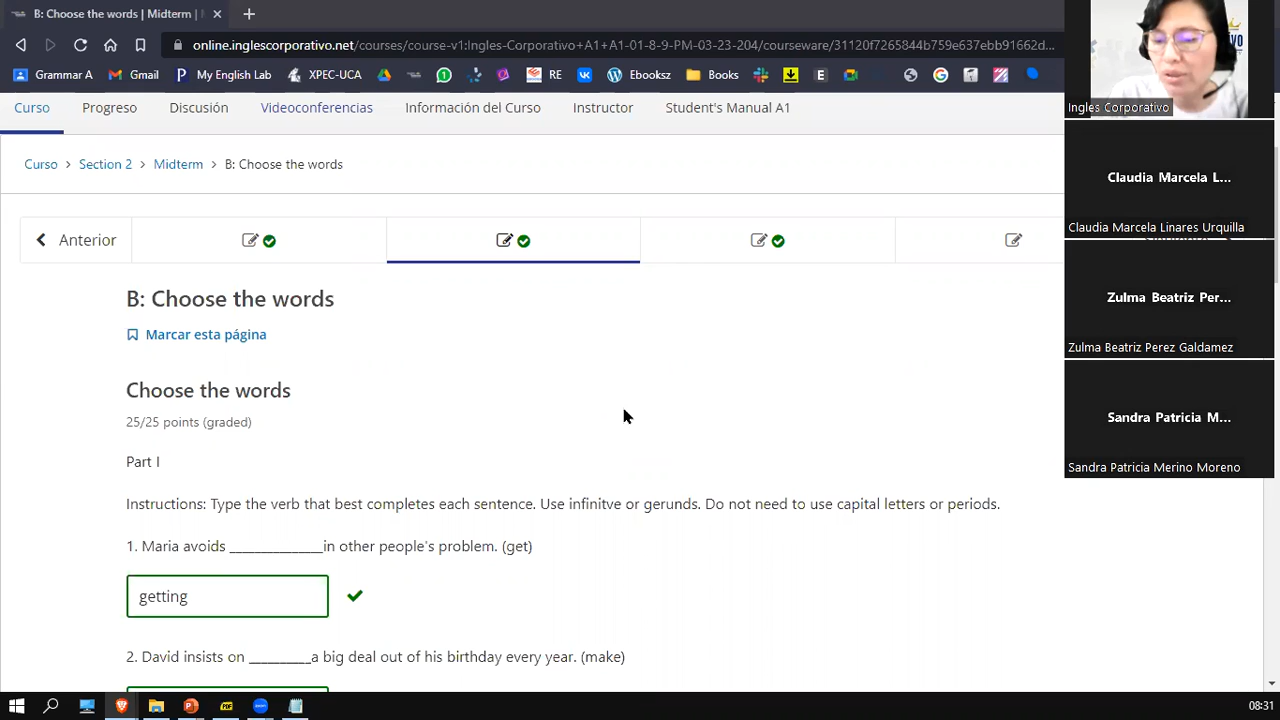 B: Choose the words | Midterm |
online.inglescorporativo.net/courses/course-v1:Ingles-Corporativo+A1+A1-01-8-9-PM-03-23-204/courseware/31120f7265844b759e637ebb91662d...
Grammar A Gmail My English Lab XPEC-UCA RE Ebooksz Books
Curso Progreso Discusión Videoconferencias Información del Curso Instructor Student's Manual A1
Ingles Corporativo
Curso > Section 2 > Midterm > B: Choose the words
Claudia Marcela L...
Claudia Marcela Linares Urquilla
Anterior
B: Choose the words
Zulma Beatriz Per...
Marcar esta página
Zulma Beatriz Perez Galdamez
Choose the words
25/25 points (graded)
Sandra Patricia M...
Part I
Sandra Patricia Merino Moreno
Instructions: Type the verb that best completes each sentence. Use infinitve or gerunds. Do not need to use capital letters or periods.
1. Maria avoids _______________in other people's problem. (get)
getting
2. David insists on __________a big deal out of his birthday every year. (make)
08:31